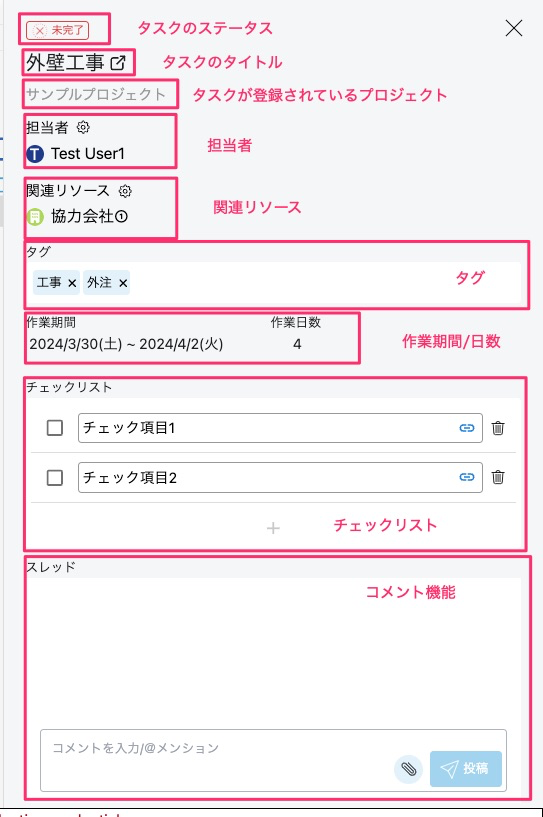 未完了 タスクのステータス
外壁工事 タスクのタイトル
サンプルプロジェクト タスクが登録されているプロジェクト
担当者
T Test User1 担当者
関連リソース
協力会社① 関連リソース
タグ
工事 × 外注 × タグ
作業期間 作業日数
2024/3/30(土) ~ 2024/4/2(火) 4 作業期間/日数
チェックリスト
チェック項目1
チェック項目2
+ チェックリスト
スレッド
コメント機能
コメントを入力/@メンション
投稿